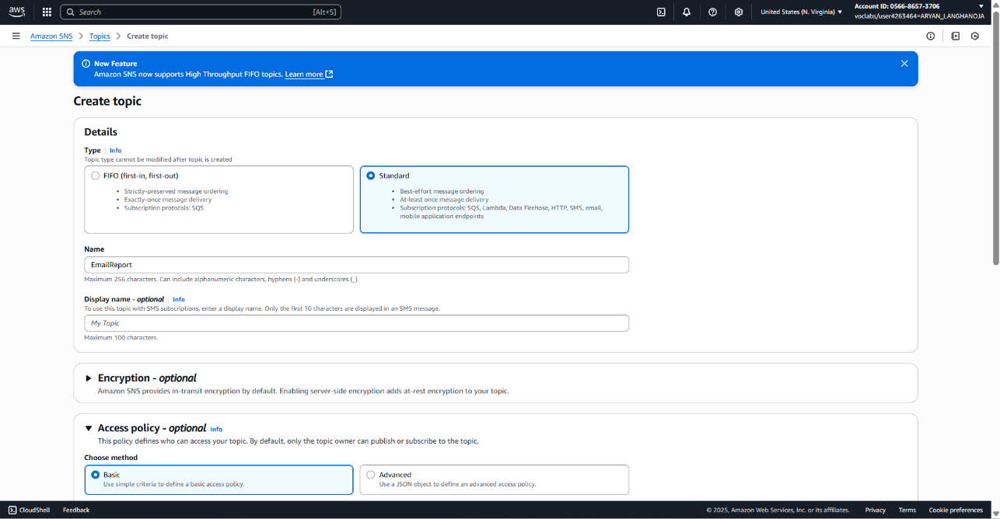 aws
Search
[Alt+S]
United States (N. Virginia) ▼
Account ID: 0566-8657-3706
voclabs/user4263464=ARYAN_LANGHANOJA
Amazon SNS > Topics > Create topic
New Feature
Amazon SNS now supports High Throughput FIFO topics. Learn more
Create topic
Details
Type Info
Topic type cannot be modified after topic is created
FIFO (first-in, first-out)
• Strictly-preserved message ordering
• Exactly-once message delivery
• Subscription protocols: SQS
Standard
• Best-effort message ordering
• At-least once message delivery
• Subscription protocols: SQS, Lambda, Data Firehose, HTTP, SMS, email,
mobile application endpoints
Name
EmailReport
Maximum 256 characters. Can include alphanumeric characters, hyphens (-) and underscores (_).
Display name - optional Info
To use this topic with SMS subscriptions, enter a display name. Only the first 10 characters are displayed in an SMS message.
My Topic
Maximum 100 characters.
Encryption - optional
Amazon SNS provides in-transit encryption by default. Enabling server-side encryption adds at-rest encryption to your topic.
Access policy - optional Info
This policy defines who can access your topic. By default, only the topic owner can publish or subscribe to the topic.
Choose method
Basic
Use simple criteria to define a basic access policy.
Advanced
Use a JSON object to define an advanced access policy.
CloudShell Feedback
© 2025, Amazon Web Services, Inc. or its affiliates. Privacy Terms Cookie preferences